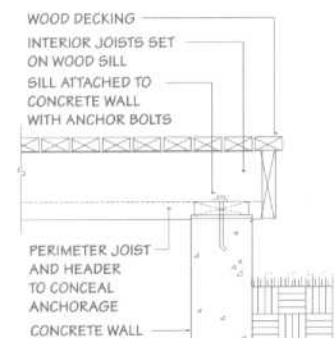 WOOD DECKING
INTERIOR JOISTS SET
ON WOOD SILL
SILL ATTACHED TO
CONCRETE WALL
WITH ANCHOR BOLTS
PERIMETER JOIST
AND HEADER
TO CONCEAL
ANCHORAGE
CONCRETE WALL